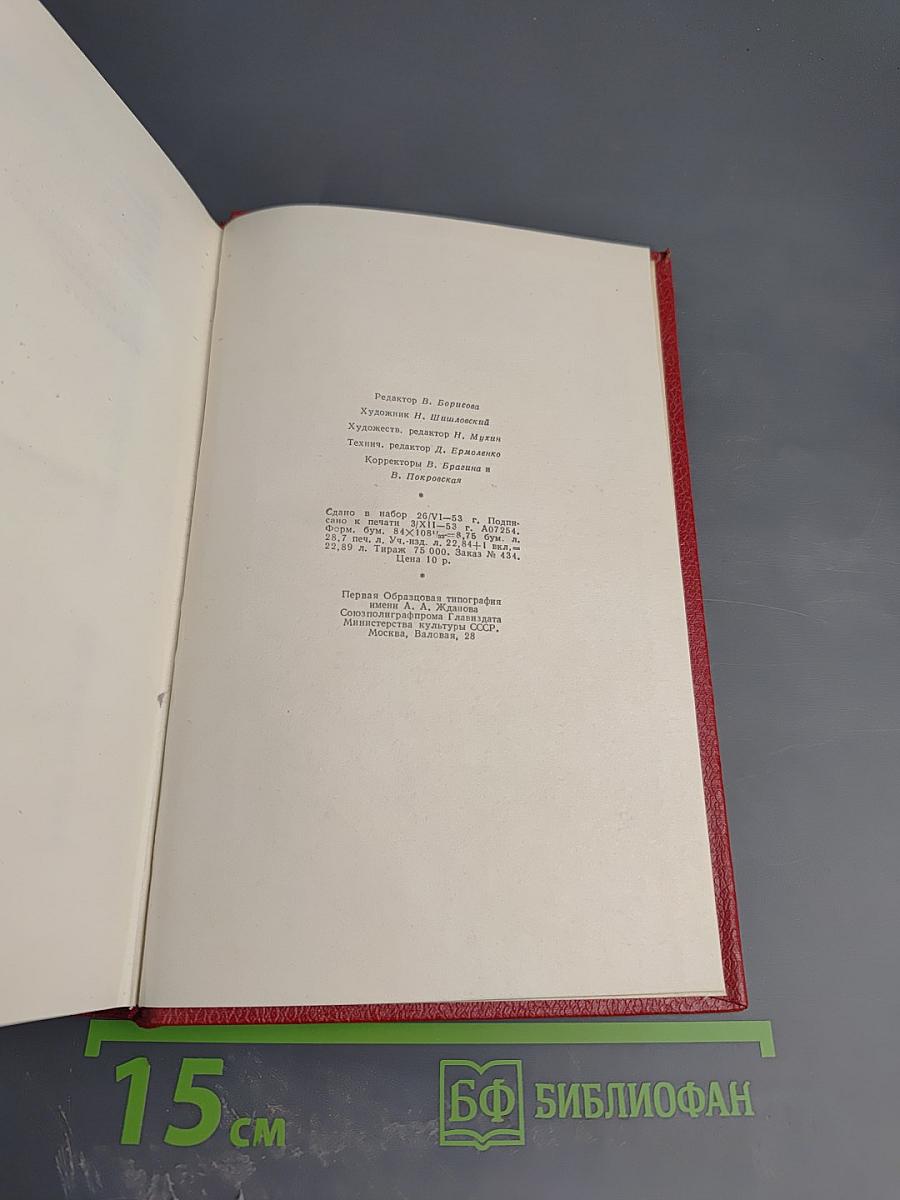 Редактор В. Борисова
Художник Н. Шишловский
Художеств. редактор Н. Мухин
Технич. редактор Д. Ермоленко
Корректоры В. Брагина и
В. Покровская
*
Сдано в набор 26/VI—53 г. Подпи-
сано к печати 3/XII—53 г. А07254.
Форм. бум. 84×108¹/₃₂=8,75 бум. л.
28,7 печ. л. Уч.-изд. л. 22,84+1 вкл.=
22,89 л. Тираж 75 000. Заказ № 434.
Цена 10 р.
*
Первая Образцовая типография
имени А. А. Жданова
Союзполиграфпрома Главиздата
Министерства культуры СССР.
Москва, Валовая, 28
15 см
БФ БИБЛИОФАН